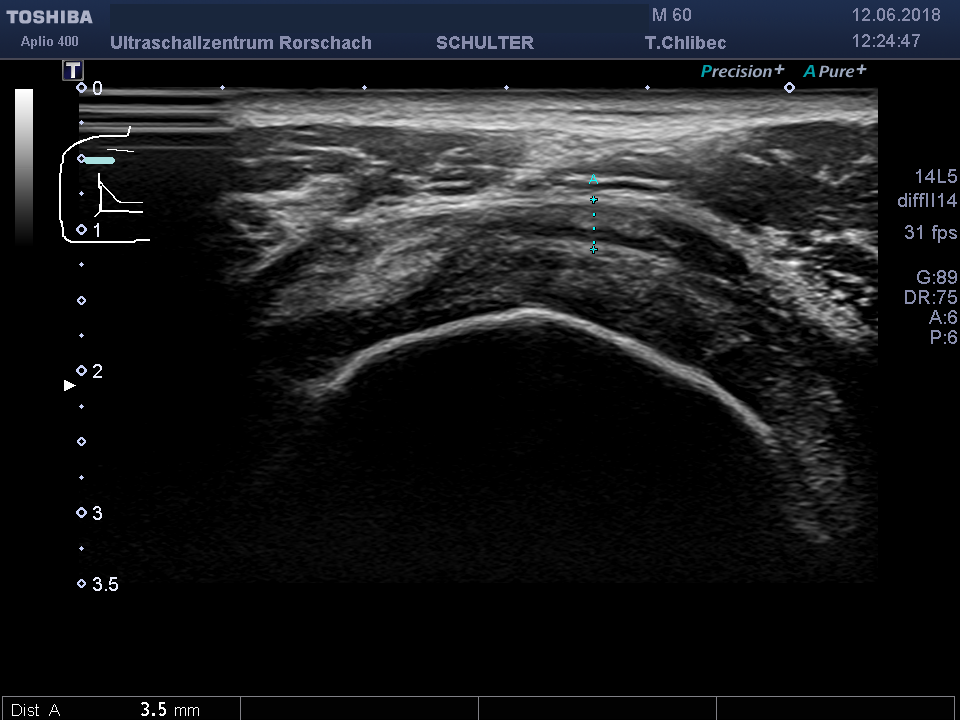 TOSHIBA
M 60
12.06.2018
Aplio 400
Ultraschallzentrum Rorschach
SCHULTER
T.Chlibec
12:24:47
T
Precision+
A Pure+
0
A
14L5
diffII14
1
31 fps
G:89
DR:75
A:6
P:6
2
3
3.5
Dist A
3.5 mm